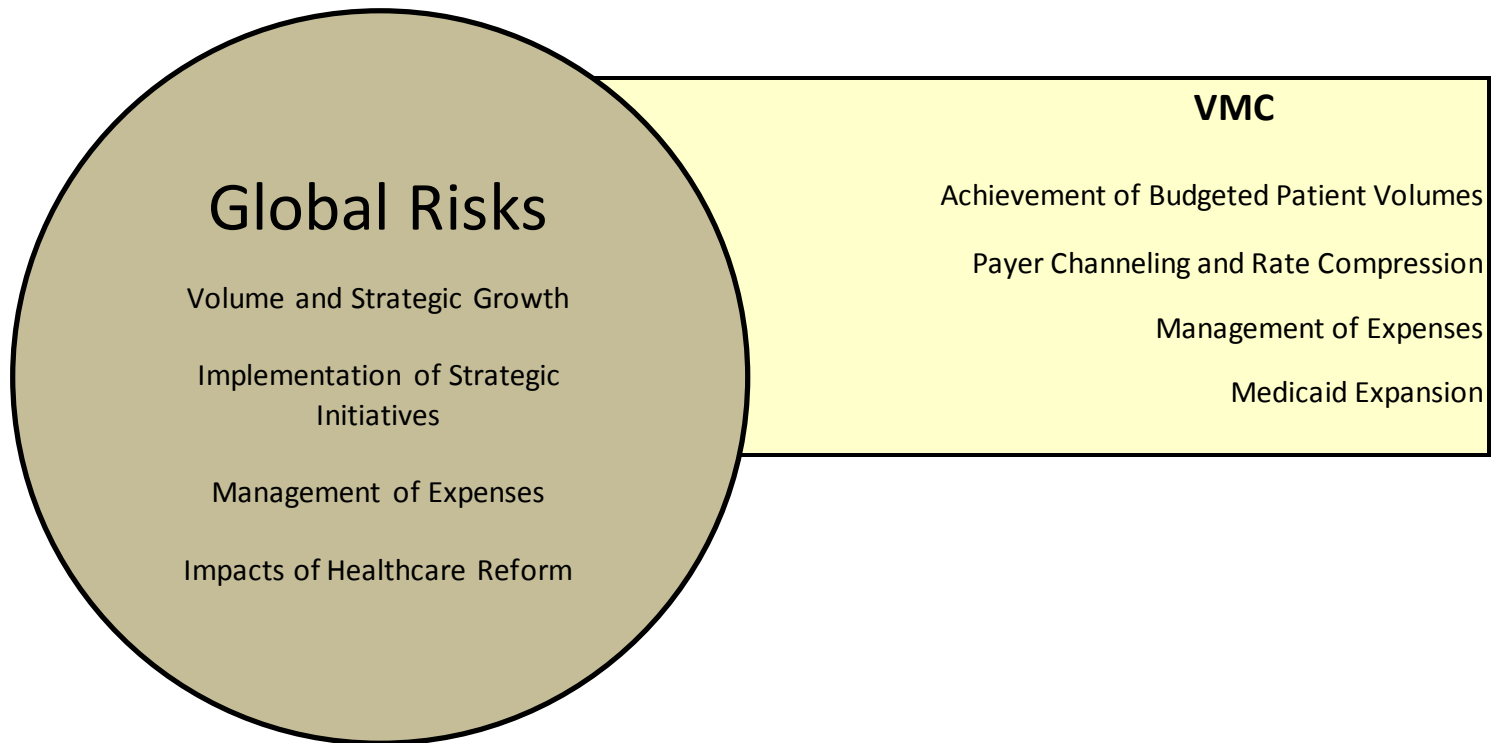 Global Risks
Volume and Strategic Growth
Implementation of Strategic
Initiatives
Management of Expenses
Impacts of Healthcare Reform
VMC
Achievement of Budgeted Patient Volumes
Payer Channeling and Rate Compression
Management of Expenses
Medicaid Expansion